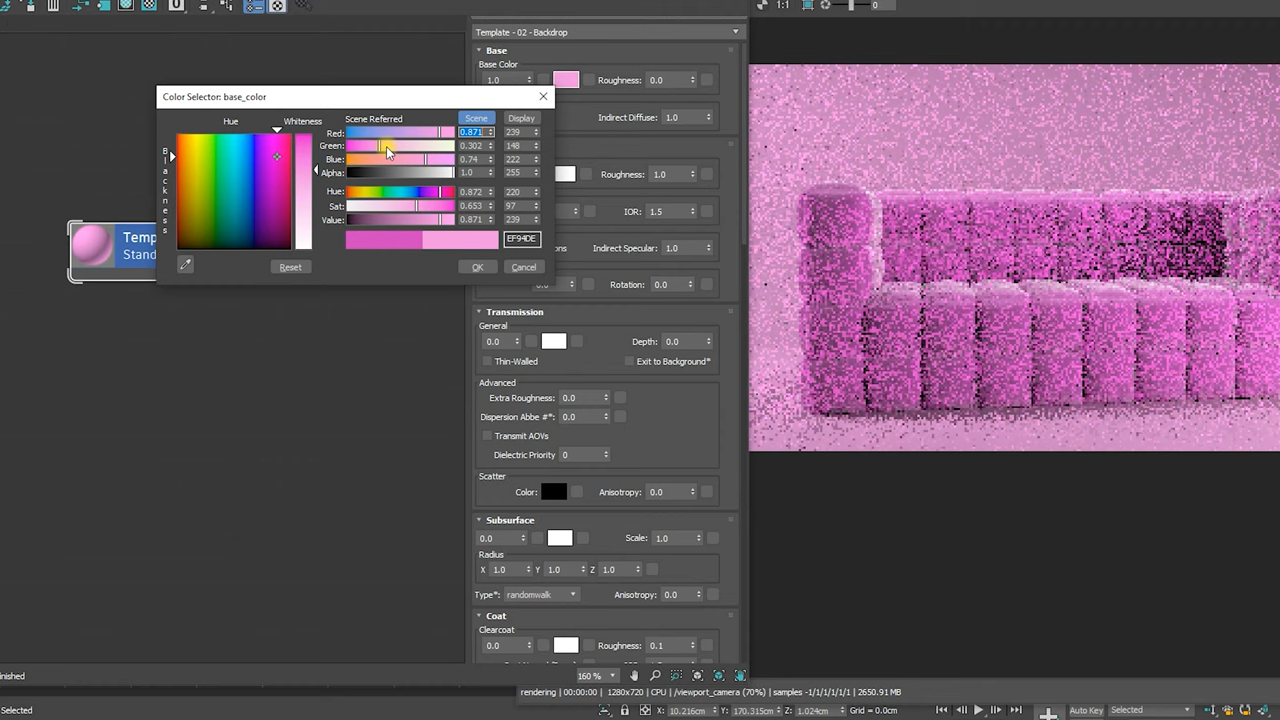 1:1
0
Template - 02 - Backdrop
Base
Base Color
1.0
Roughness: 0.0
Indirect Diffuse: 1.0
Color Selector: base_color
Hue
Whiteness
Scene Referred
Scene
Display
Blackness
Red:
0.871
239
Green:
0.302
148
Blue:
0.74
222
Alpha:
1.0
255
Hue:
0.872
220
Sat:
0.653
97
Value:
0.871
239
EF94DE
Reset
OK
Cancel
Temp
Stand
Roughness: 1.0
IOR: 1.5
Indirect Specular: 1.0
Rotation: 0.0
Transmission
General
0.0
Depth: 0.0
Thin-Walled
Exit to Background*
Advanced
Extra Roughness: 0.0
Dispersion Abbe #*: 0.0
Transmit AOVs
Dielectric Priority 0
Scatter
Color:
Anisotropy: 0.0
Subsurface
0.0
Scale: 1.0
Radius
X 1.0 Y 1.0 Z 1.0
Type*: randomwalk
Anisotropy: 0.0
Coat
Clearcoat
0.0
Roughness: 0.1
inished
160 %
rendering | 00:00:00 | 1280x720 | CPU | /viewport_camera (70%) | samples -1/1/1/1/1/1 | 2650.91 MB
Selected
X: 10.216cm Y: 170.315cm Z: 1.024cm Grid = 0.0cm
Auto Key
Selected